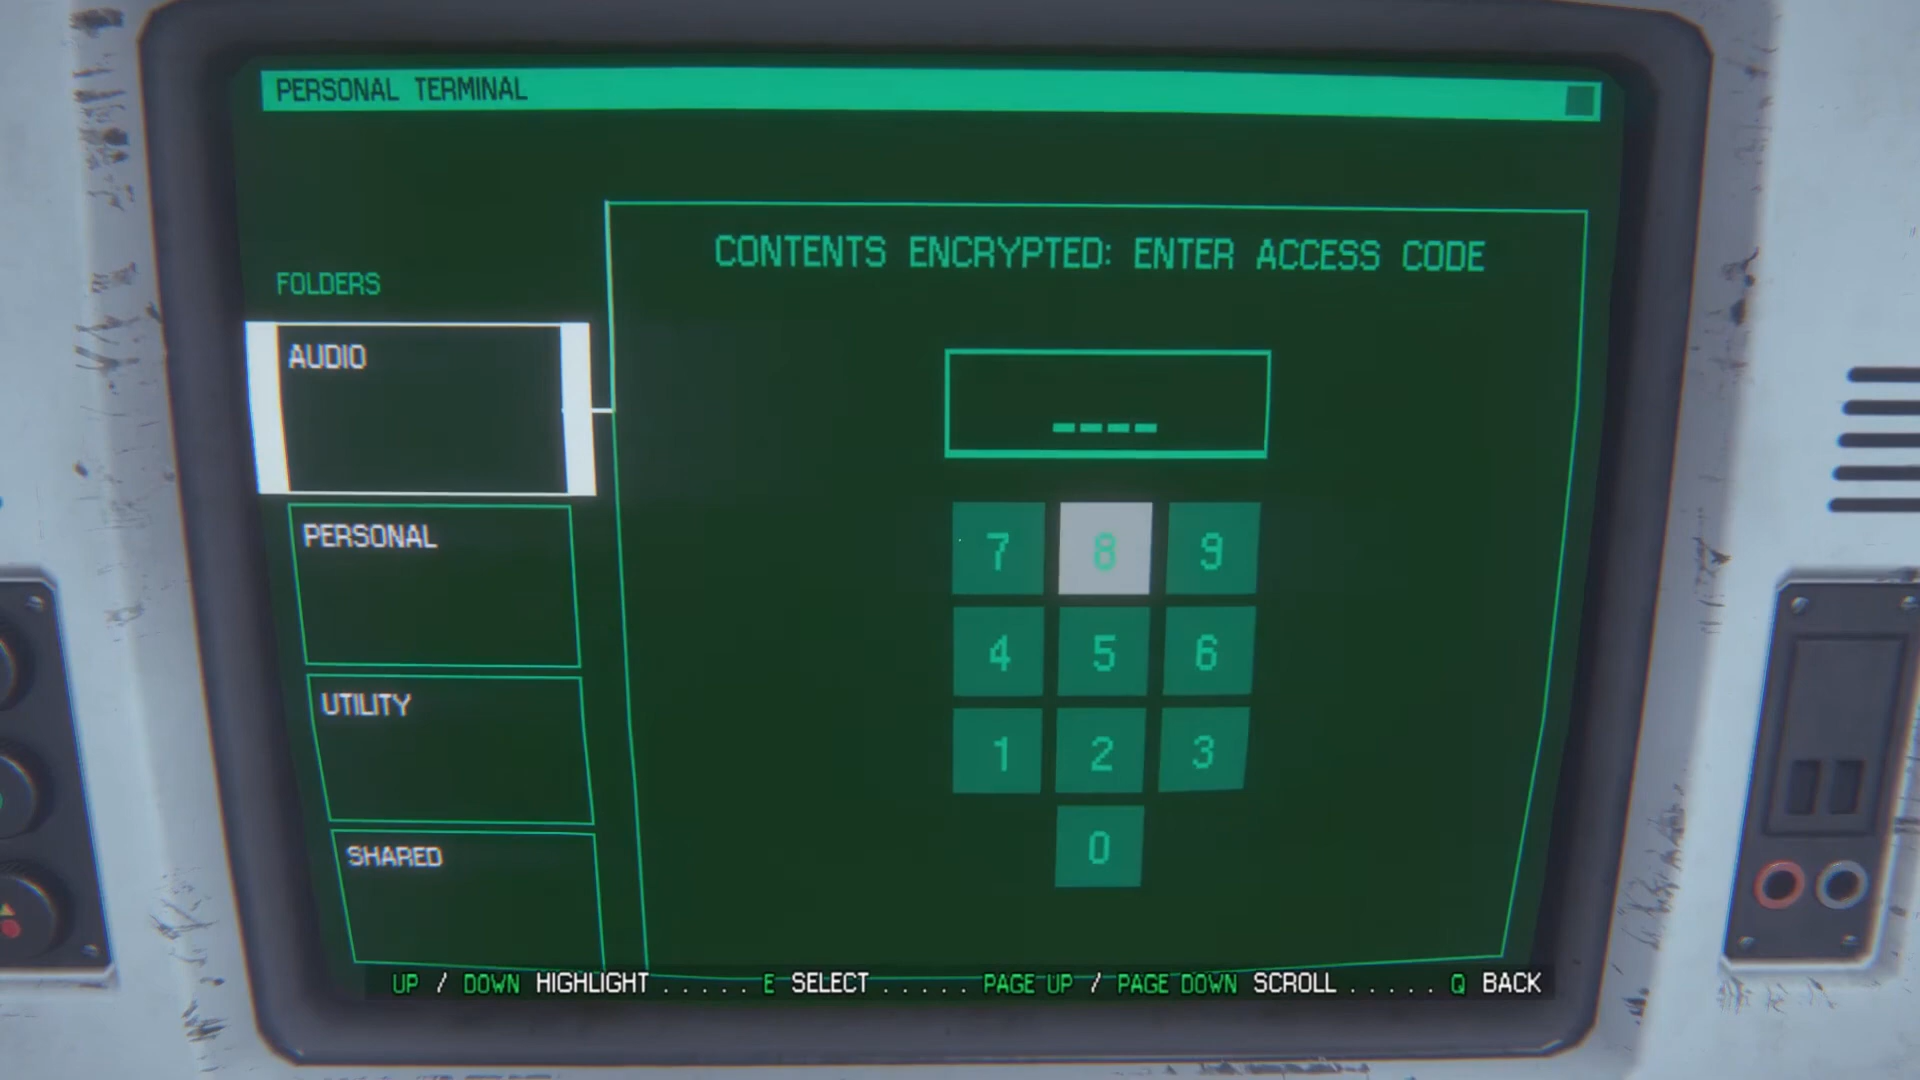 PERSONAL TERMINAL
CONTENTS ENCRYPTED: ENTER ACCESS CODE
FOLDERS
AUDIO
PERSONAL
UTILITY
SHARED
7 8 9
4 5 6
1 2 3
0
UP / DOWN HIGHLIGHT ..... E SELECT ..... PAGE UP / PAGE DOWN SCROLL ..... Q BACK